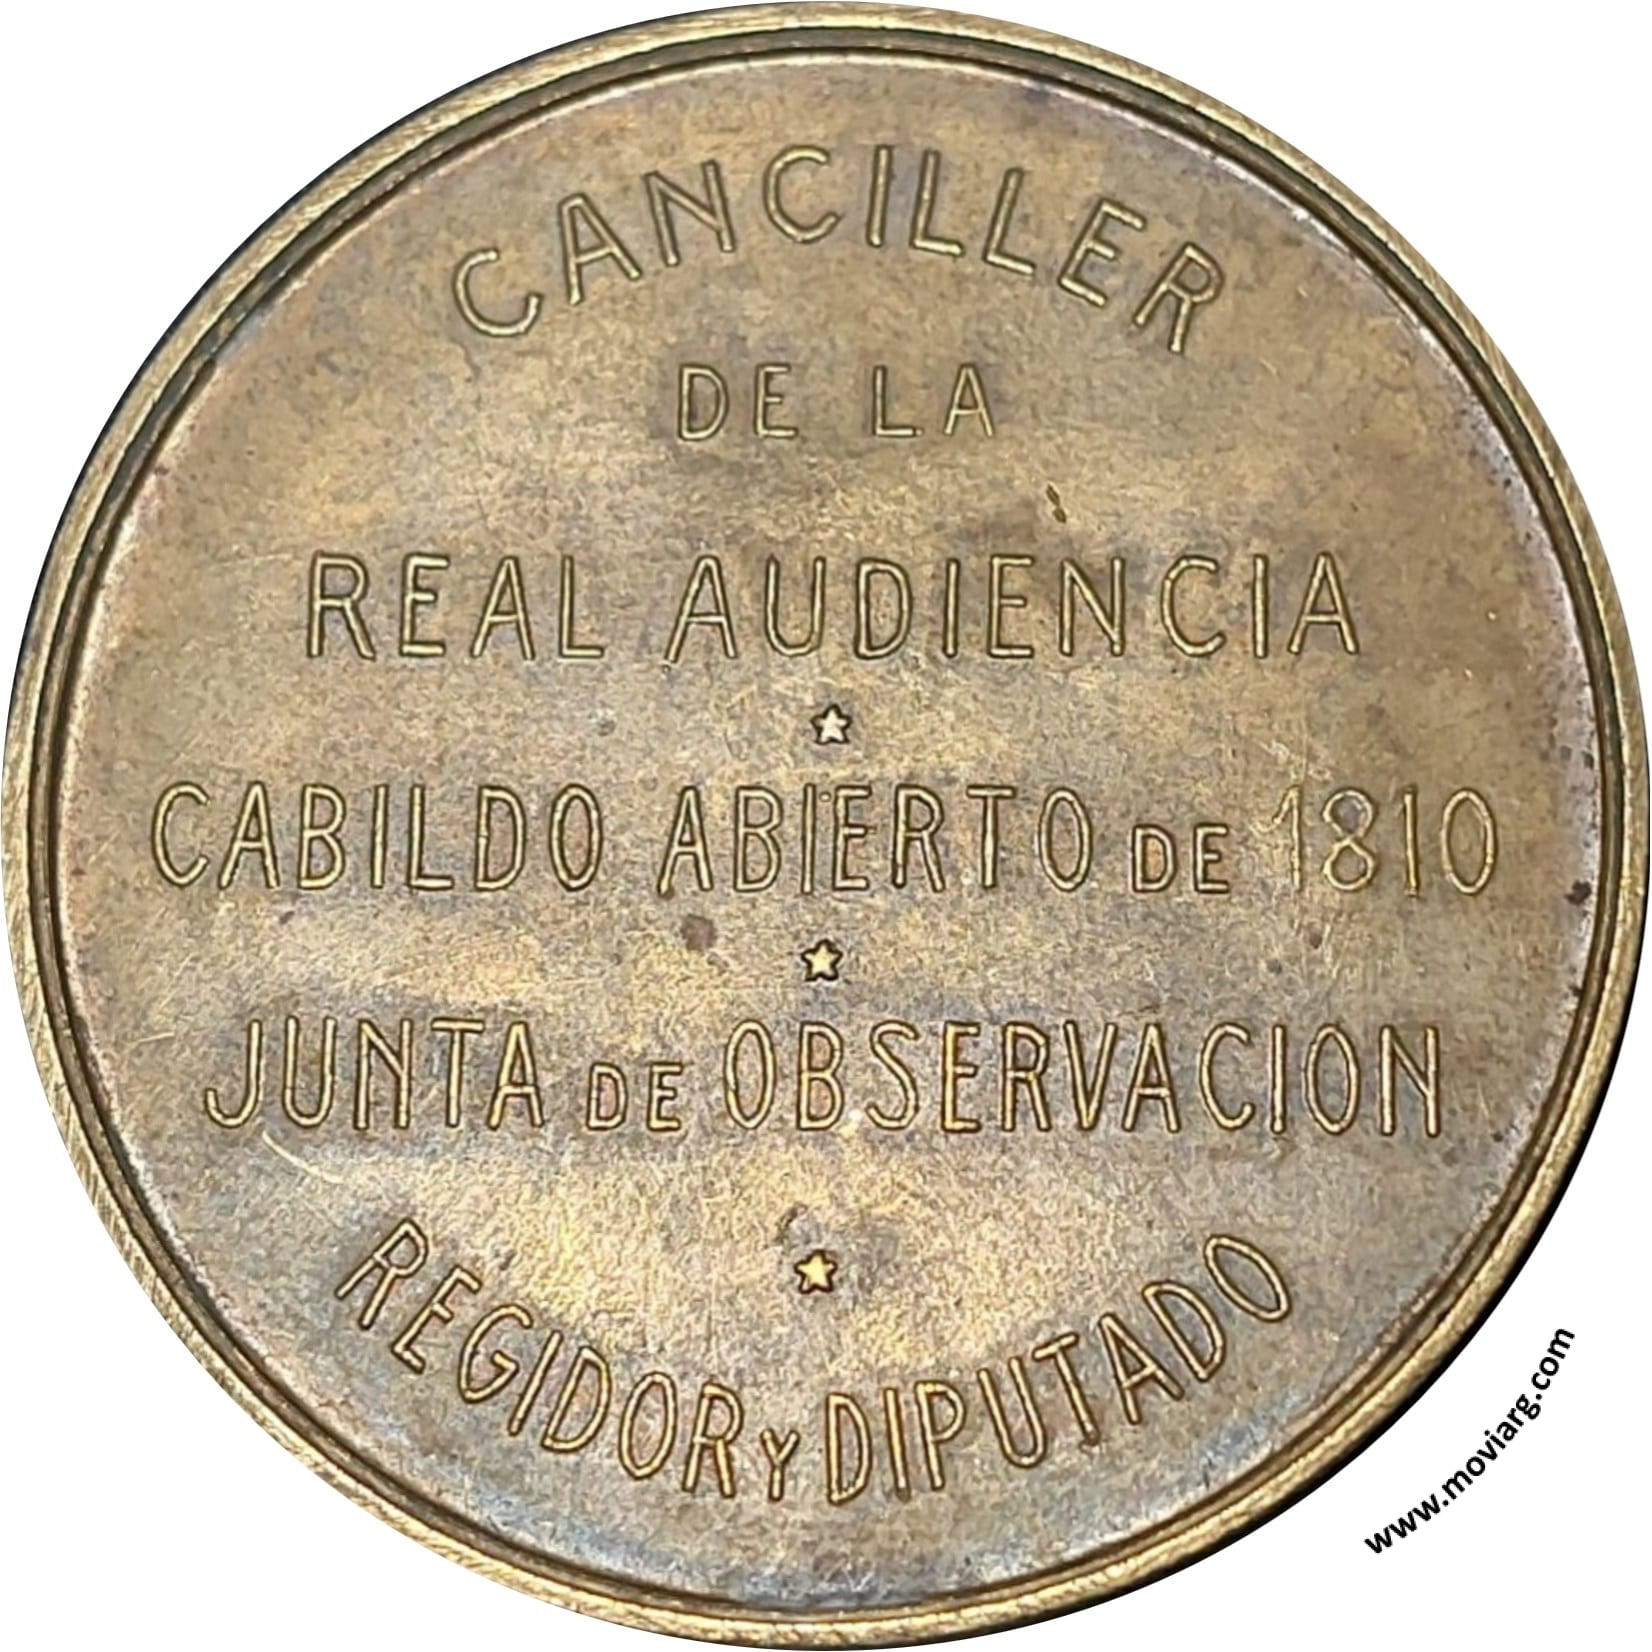 CANCILLER
DE LA
REAL AUDIENCIA
CABILDO ABIERTO DE 1810
JUNTA DE OBSERVACION
REGIDOR Y DIPUTADO
www.moviarg.com